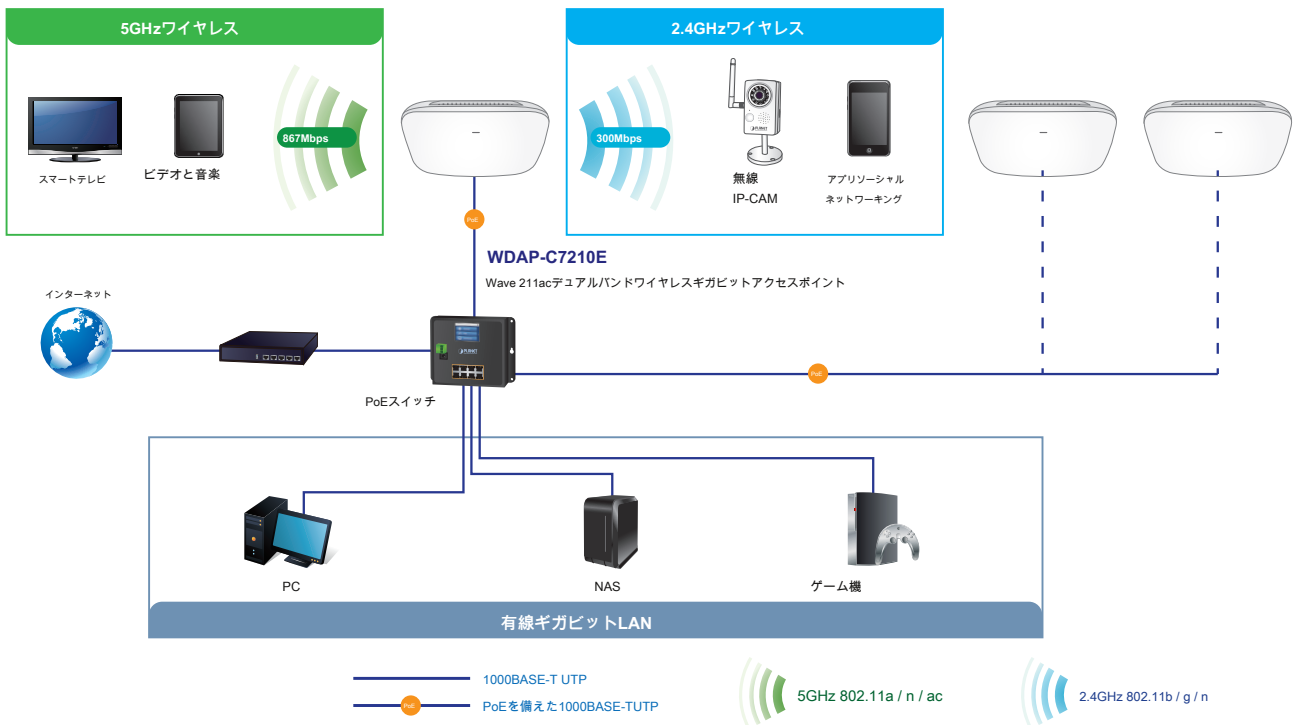 5GHzワイヤレス
2.4GHzワイヤレス
867Mbps
300Mbps
スマートテレビ
ビデオと音楽
無線
IP-CAM
アプリソーシャル
ネットワーキング
PoE
WDAP-C7210E
Wave 211acデュアルバンドワイヤレスギガビットアクセスポイント
インターネット
PLANET
PoE
PoEスイッチ
PC
NAS
ゲーム機
有線ギガビットLAN
1000BASE-T UTP
PoE
PoEを備えた1000BASE-TUTP
5GHz 802.11a / n / ac
2.4GHz 802.11b / g / n